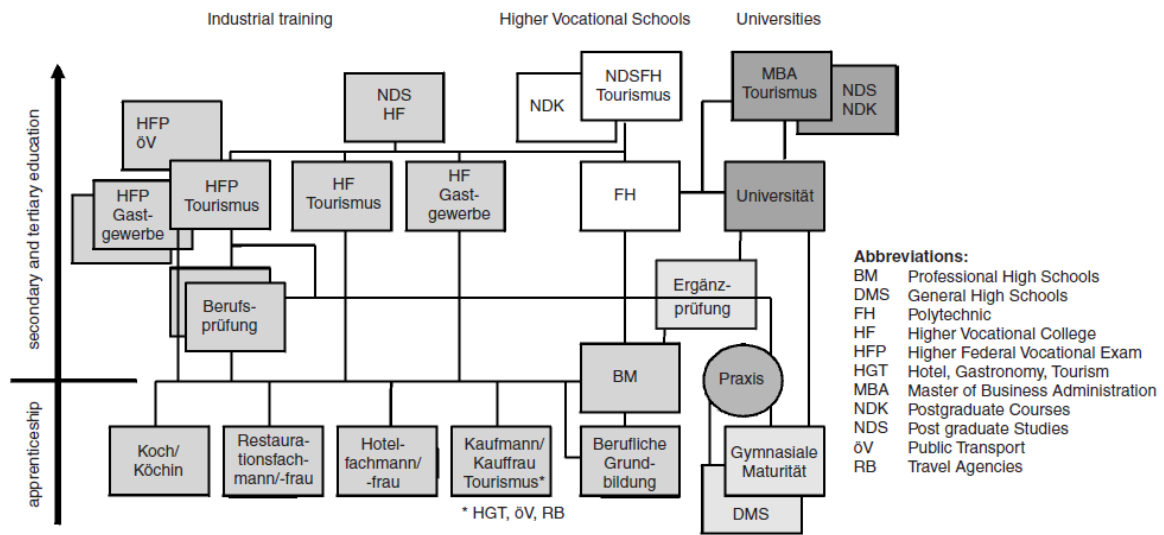 Industrial training
Higher Vocational Schools
Universities
secondary and tertiary education
apprenticeship
HFP
öV
HFP
Gast-
gewerbe
HFP
Tourismus
NDS
HF
HF
Tourismus
HF
Gast-
gewerbe
NDK
NDSFH
Tourismus
FH
MBA
Tourismus
NDS
NDK
Universität
Berufs-
prüfung
Ergänz-
prüfung
BM
Praxis
Koch/
Köchin
Restaura-
tionsfach-
mann/-frau
Hotel-
fachmann/
-frau
Kaufmann/
Kauffrau
Tourismus*
Berufliche
Grund-
bildung
Gymnasiale
Maturität
DMS
* HGT, öV, RB
Abbreviations:
BM Professional High Schools
DMS General High Schools
FH Polytechnic
HF Higher Vocational College
HFP Higher Federal Vocational Exam
HGT Hotel, Gastronomy, Tourism
MBA Master of Business Administration
NDK Postgraduate Courses
NDS Post graduate Studies
öV Public Transport
RB Travel Agencies